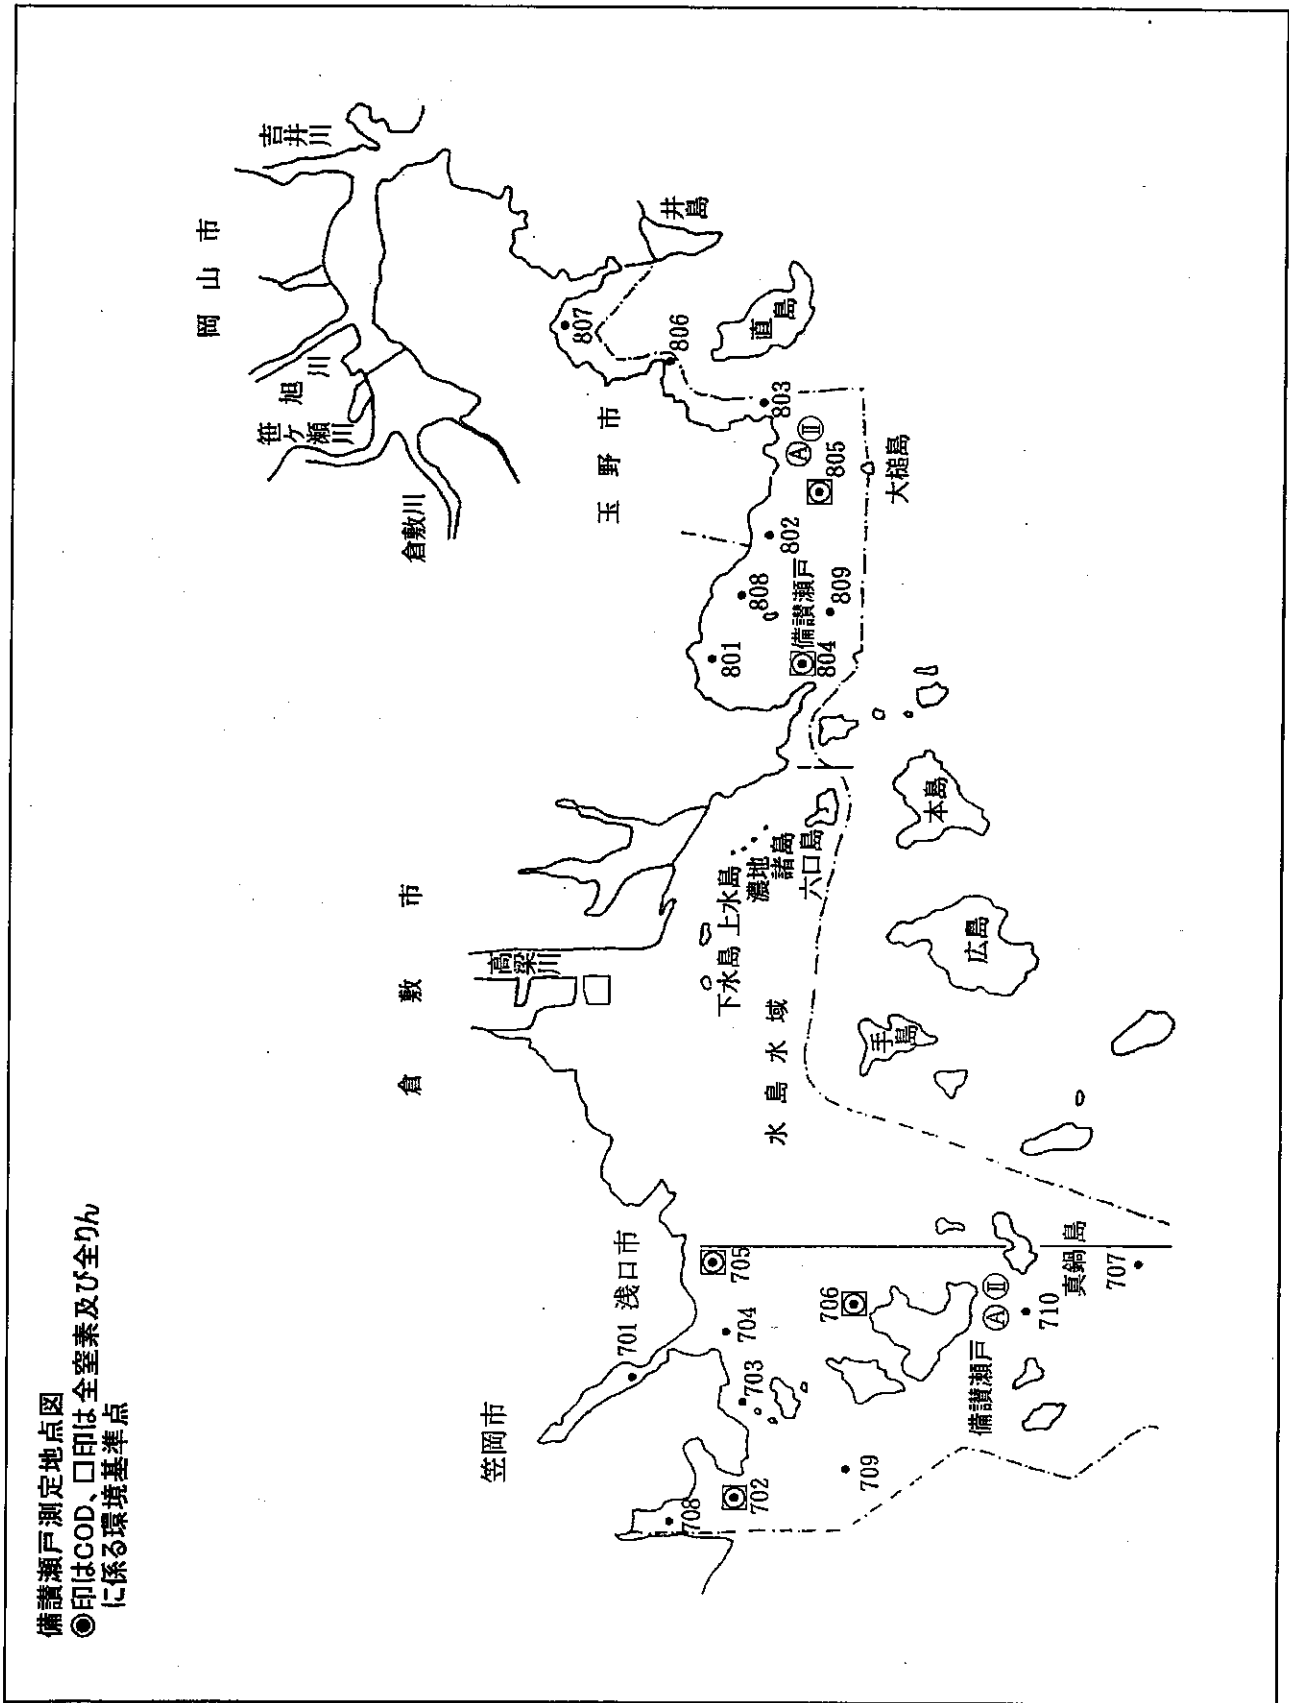 備讃瀬戸測定地点図
◉印はCOD、口印は全窒素及び全りん
に係る環境基準点
岡山市
吉井川
旭川
笹ヶ瀬川
倉敷川
玉野市
井島
直島
807
806
803
Ⓐ Ⅱ
805
大槌島
802
808
809
備讃瀬戸
804
801
倉敷市
高梁川
上水島
下水島
濃地諸島
六口島
本島
広島
手島
水島水域
浅口市
笠岡市
701
705
704
703
706
702
708
709
備讃瀬戸
Ⓐ Ⅱ
710
真鍋島
707